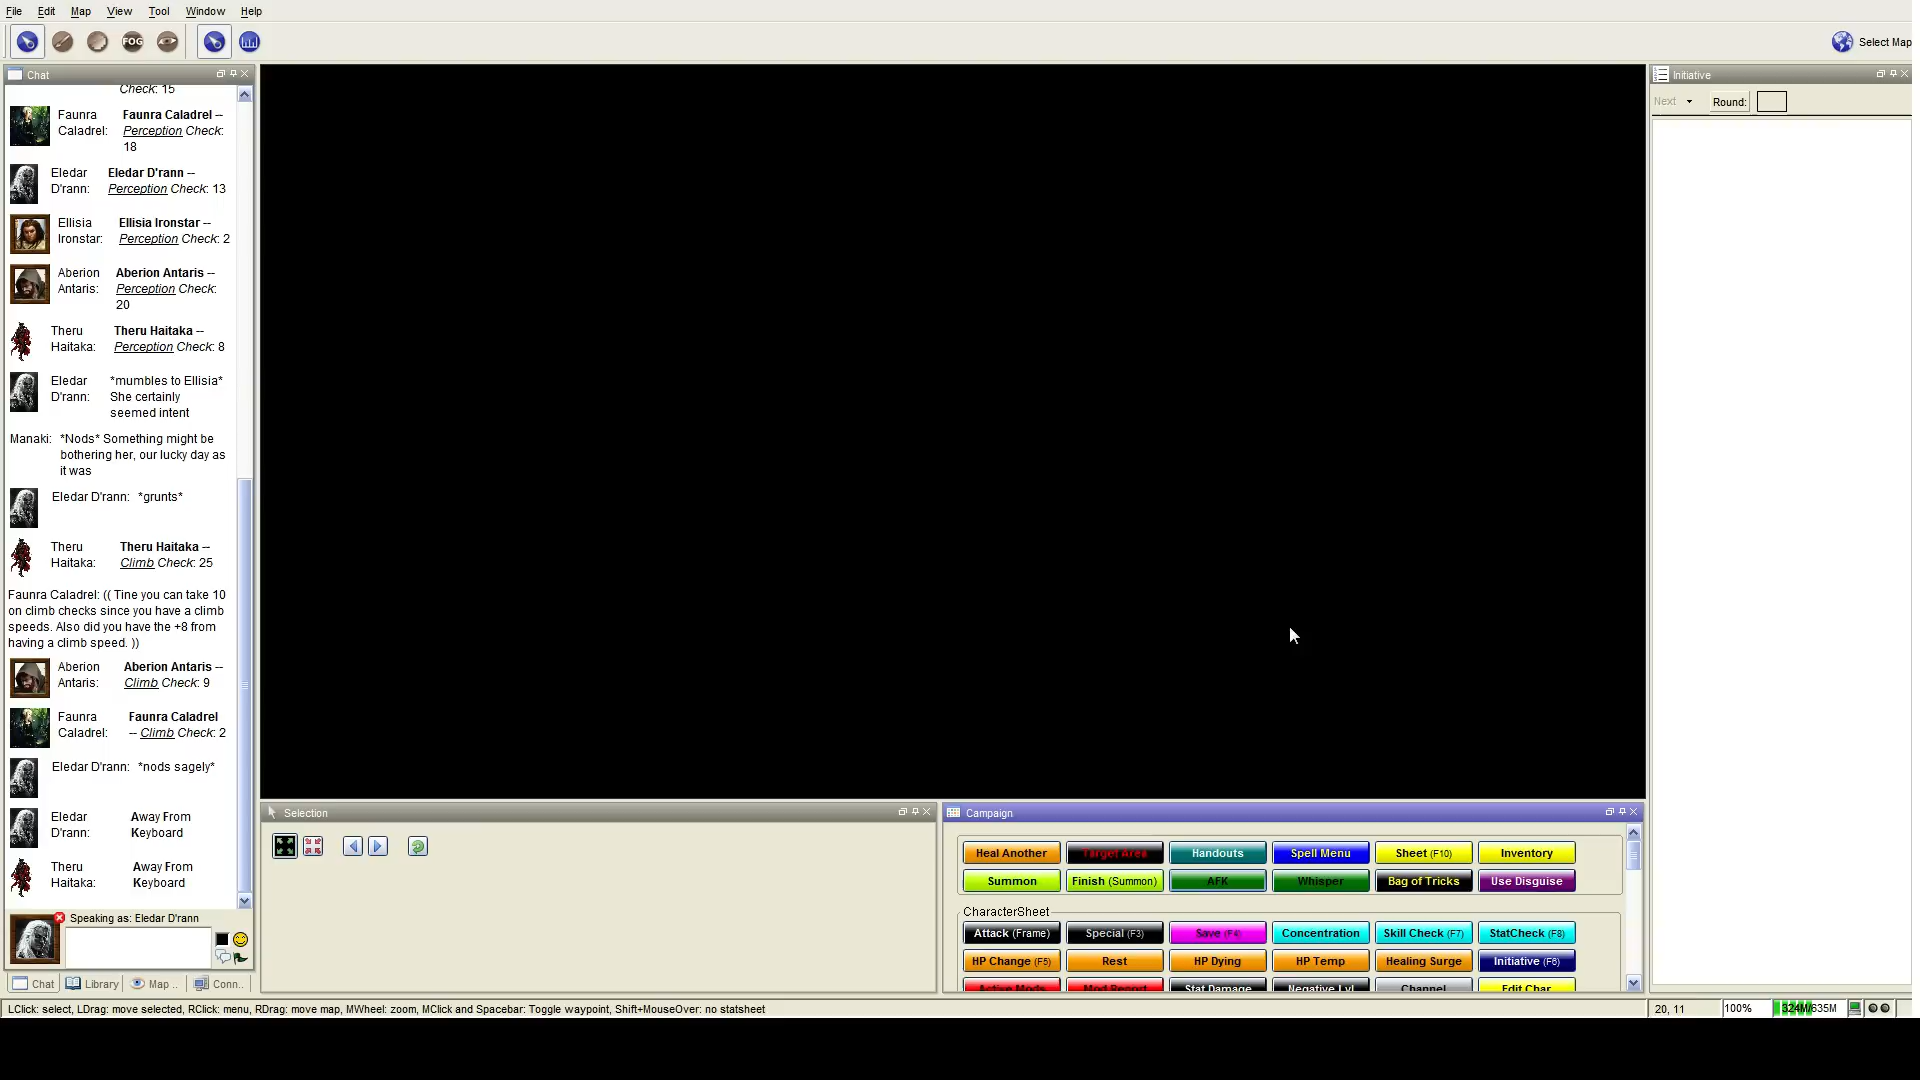 File Edit Map View Tool Window Help
FOG
Select Map
Chat
Check: 15
Faunra Caladrel: Faunra Caladrel --
Perception Check:
18
Eledar D'rann: Eledar D'rann --
Perception Check: 13
Ellisia Ironstar: Ellisia Ironstar --
Perception Check: 2
Aberion Antaris: Aberion Antaris --
Perception Check:
20
Theru Haitaka: Theru Haitaka --
Perception Check: 8
Eledar D'rann: *mumbles to Ellisia*
She certainly
seemed intent
Manaki: *Nods* Something might be
bothering her, our lucky day as
it was
Eledar D'rann: *grunts*
Theru Haitaka: Theru Haitaka --
Climb Check: 25
Faunra Caladrel: (( Tine you can take 10
on climb checks since you have a climb
speeds. Also did you have the +8 from
having a climb speed. ))
Aberion Antaris: Aberion Antaris --
Climb Check: 9
Faunra Caladrel: Faunra Caladrel
-- Climb Check: 2
Eledar D'rann: *nods sagely*
Eledar D'rann: Away From
Keyboard
Theru Haitaka: Away From
Keyboard
Speaking as: Eledar D'rann
Chat Library Map .. Conn..
Initiative
Next Round:
Selection
Campaign
Heal Another Target Area Handouts Spell Menu Sheet (F10) Inventory
Summon Finish (Summon) AFK Whisper Bag of Tricks Use Disguise
CharacterSheet
Attack (Frame) Special (F3) Save (F4) Concentration Skill Check (F7) StatCheck (F8)
HP Change (F5) Rest HP Dying HP Temp Healing Surge Initiative (F6)
Active Mods Mod Report Stat Damage Negative Lvl Channel Edit Char
LClick: select, LDrag: move selected, RClick: menu, RDrag: move map, MWheel: zoom, MClick and Spacebar: Toggle waypoint, Shift+MouseOver: no statsheet
20, 11 100% 324M/635M